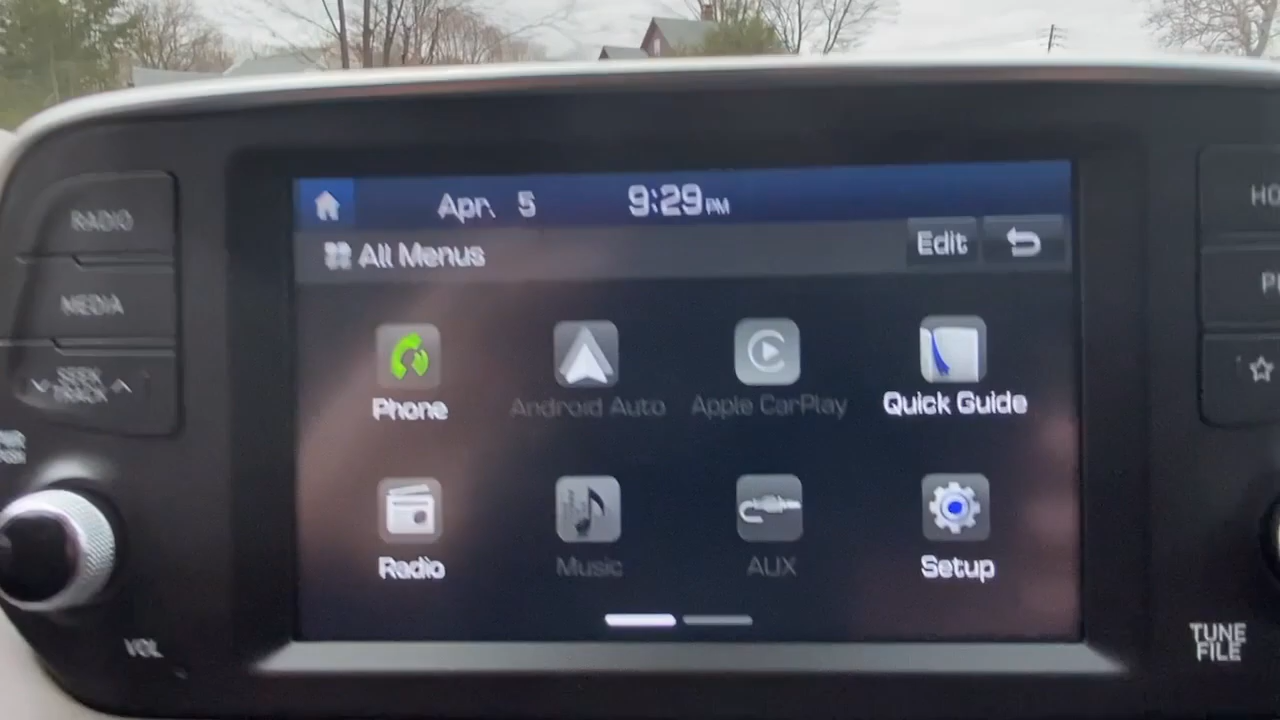 Apr. 5 9:29 PM
All Menus Edit
RADIO
MEDIA
SEEK
TRACK
Phone Android Auto Apple CarPlay Quick Guide
Radio Music AUX Setup
VOL
TUNE
FILE